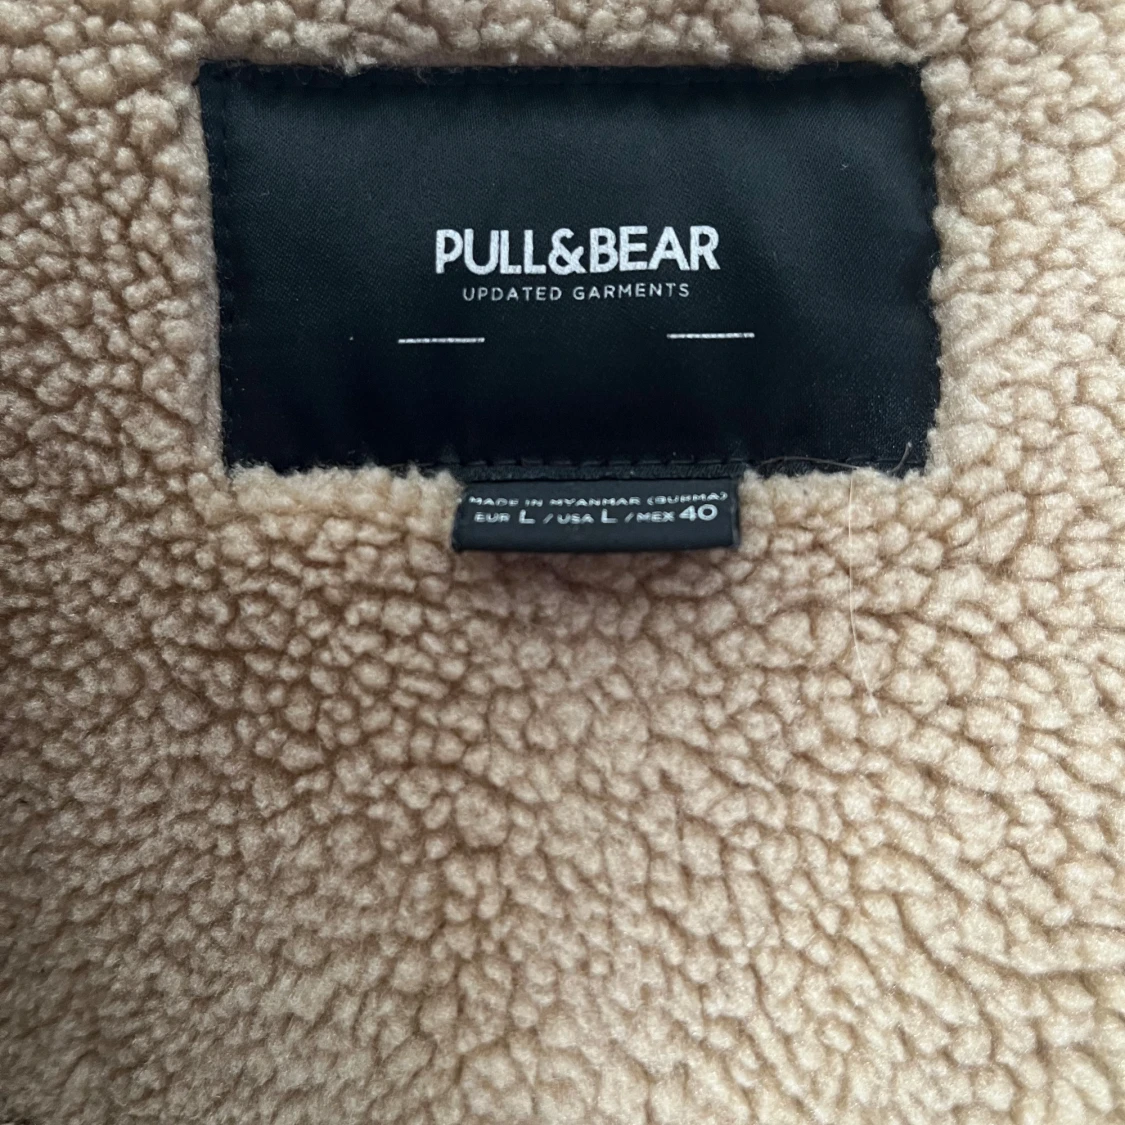 PULL&BEAR
UPDATED GARMENTS
MADE IN MYANMAR (BURMA)
EUR L / USA L / MEX 40